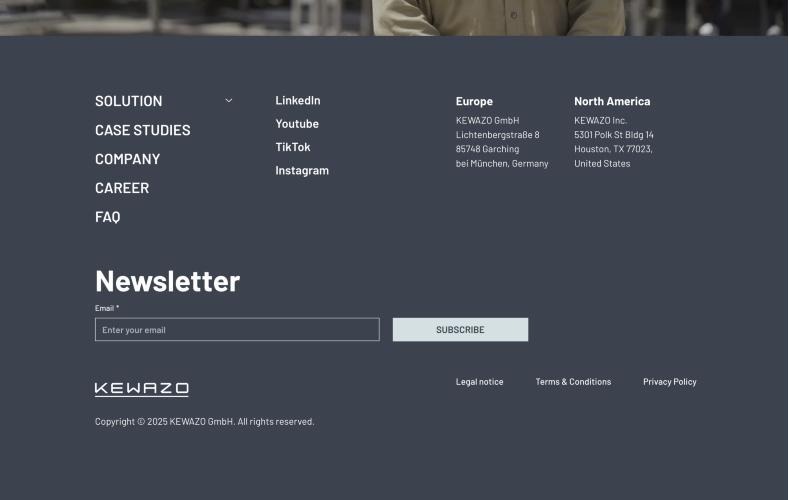 SOLUTION
CASE STUDIES
COMPANY
CAREER
FAQ
LinkedIn
Youtube
TikTok
Instagram
Europe
KEWAZO GmbH
Lichtenbergstraße 8
85748 Garching
bei München, Germany
North America
KEWAZO Inc.
5301 Polk St Bldg 14
Houston, TX 77023,
United States
Newsletter
Email *
Enter your email
SUBSCRIBE
KEWAZO
Legal notice
Terms & Conditions
Privacy Policy
Copyright © 2025 KEWAZO GmbH. All rights reserved.